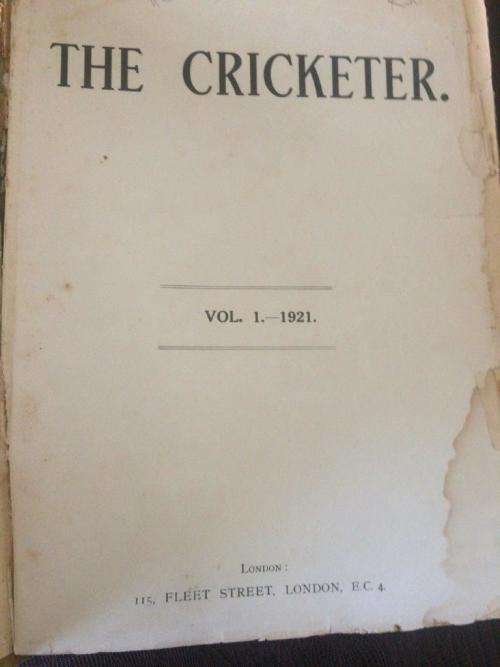 THE CRICKETER.
VOL. 1.—1921.
LONDON:
115, FLEET STREET, LONDON, E.C. 4.